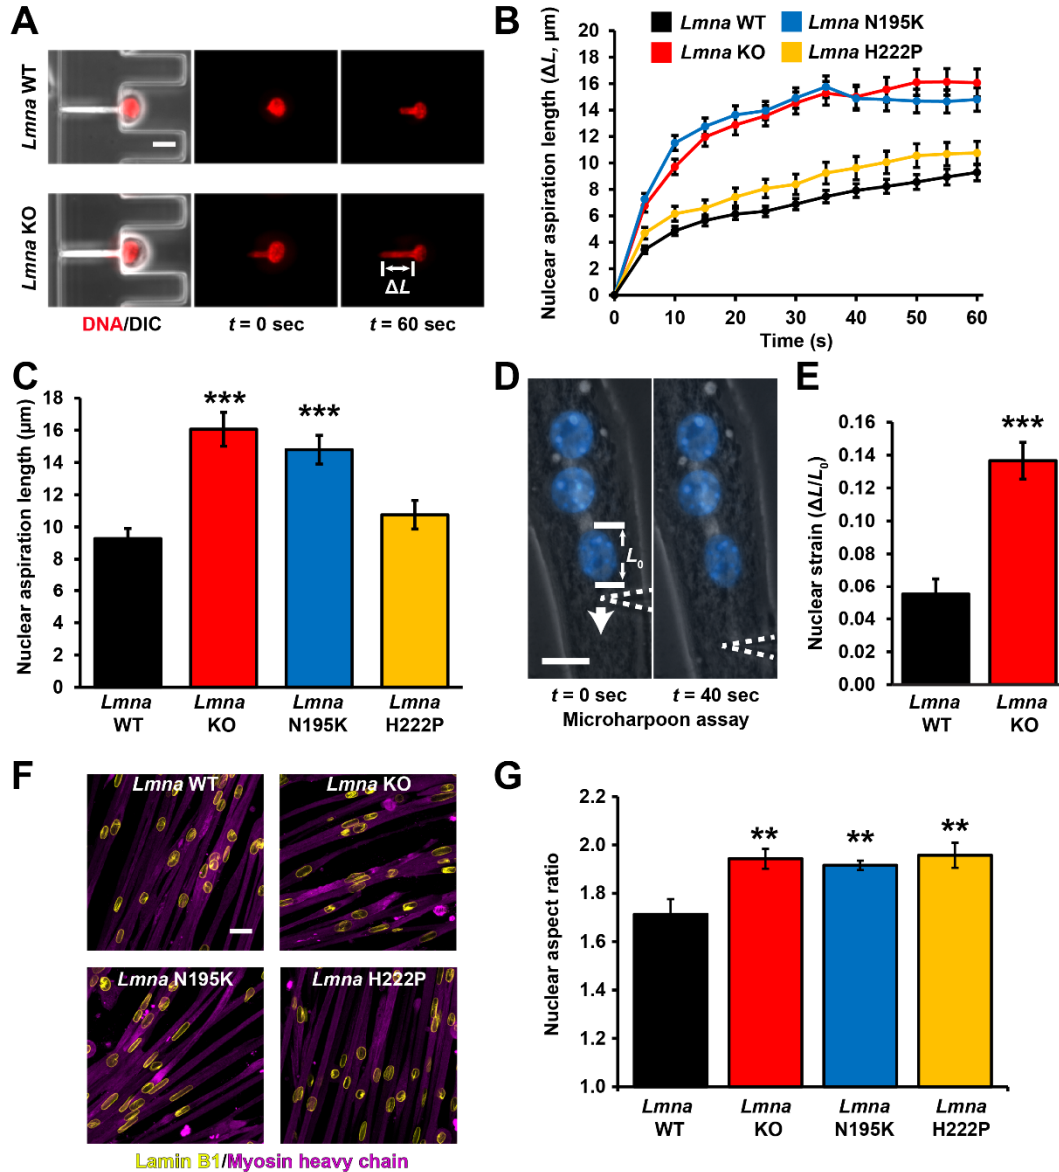 A
Lmna WT
Lmna KO
ΔL
DNA/DIC
t = 0 sec
t = 60 sec
B
Lmna WT
Lmna N195K
Lmna KO
Lmna H222P
Nulcear aspiration length (ΔL, µm)
20
18
16
14
12
10
8
6
4
2
0
0 10 20 30 40 50 60
Time (s)
C
Nuclear aspiration length (µm)
18
16
14
12
10
8
6
4
2
0
***
***
Lmna WT
Lmna KO
Lmna N195K
Lmna H222P
D
L0
t = 0 sec
t = 40 sec
Microharpoon assay
E
Nuclear strain (ΔL/L0)
0.16
0.14
0.12
0.10
0.08
0.06
0.04
0.02
0.00
***
Lmna WT
Lmna KO
F
Lmna WT
Lmna KO
Lmna N195K
Lmna H222P
Lamin B1/Myosin heavy chain
G
Nuclear aspect ratio
2.2
2.0
1.8
1.6
1.4
1.2
1.0
**
**
**
Lmna WT
Lmna KO
Lmna N195K
Lmna H222P